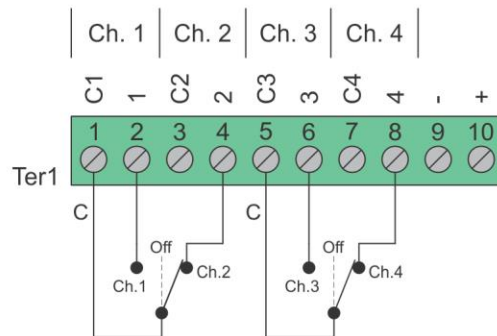 Ch. 1 Ch. 2 Ch. 3 Ch. 4
C1 1 C2 2 C3 3 C4 4 - +
1 2 3 4 5 6 7 8 9 10
Ter1
C C
Off Off
Ch.1 Ch.2 Ch.3 Ch.4